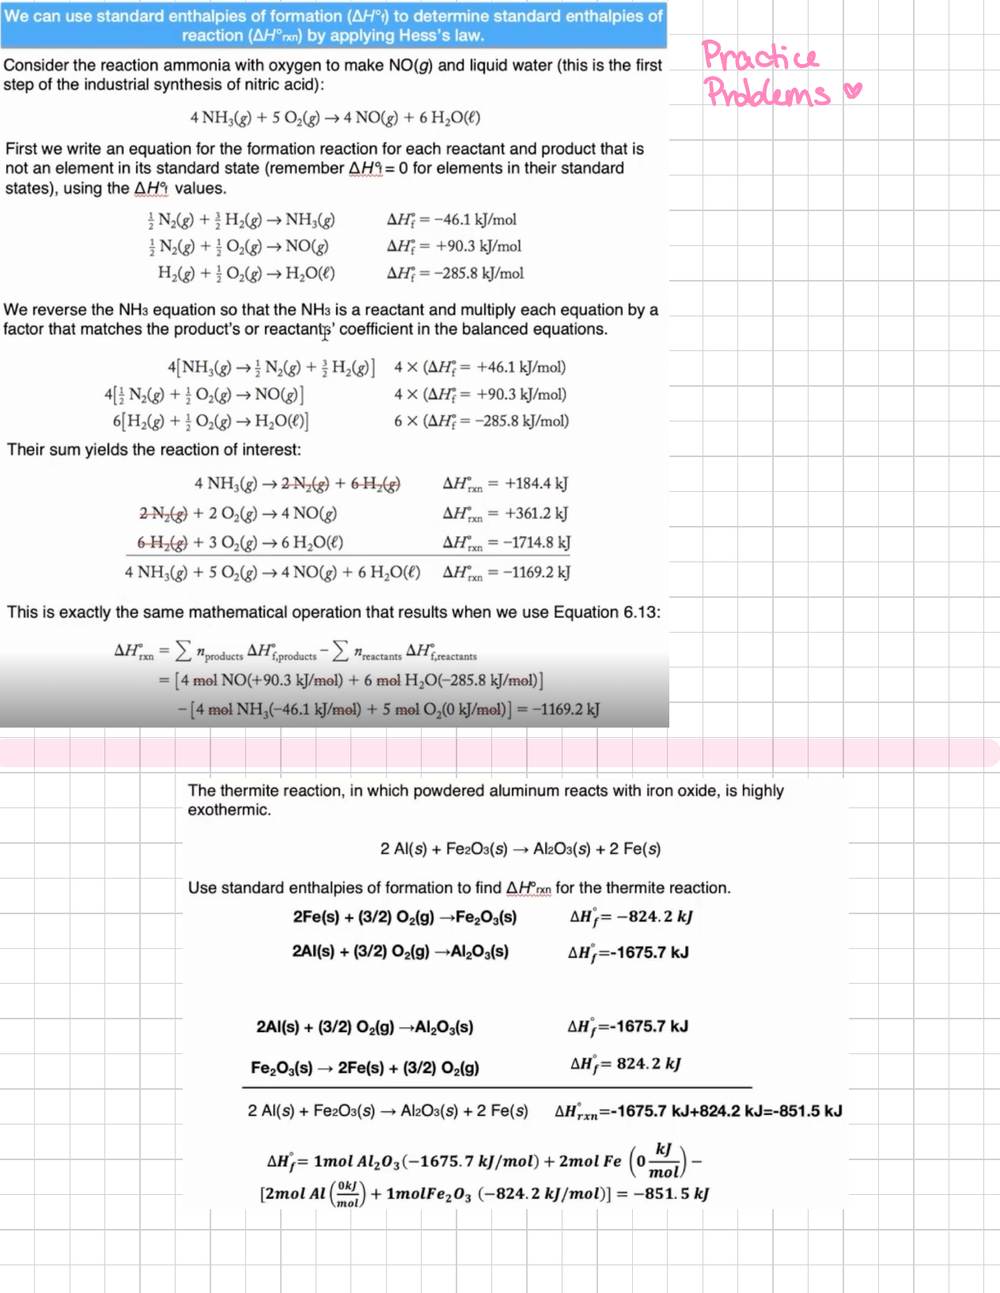 We can use standard enthalpies of formation (ΔH°f) to determine standard enthalpies of
reaction (ΔH°rxn) by applying Hess's law.
Practice
Problems ♥
Consider the reaction ammonia with oxygen to make NO(g) and liquid water (this is the first
step of the industrial synthesis of nitric acid):
4 NH₃(g) + 5 O₂(g) → 4 NO(g) + 6 H₂O(ℓ)
First we write an equation for the formation reaction for each reactant and product that is
not an element in its standard state (remember ΔH°f = 0 for elements in their standard
states), using the ΔH°f values.
½ N₂(g) + 3/2 H₂(g) → NH₃(g) ΔH°f = −46.1 kJ/mol
½ N₂(g) + ½ O₂(g) → NO(g) ΔH°f = +90.3 kJ/mol
H₂(g) + ½ O₂(g) → H₂O(ℓ) ΔH°f = −285.8 kJ/mol
We reverse the NH₃ equation so that the NH₃ is a reactant and multiply each equation by a
factor that matches the product's or reactants' coefficient in the balanced equations.
4[NH₃(g) → ½ N₂(g) + 3/2 H₂(g)] 4 × (ΔH°f = +46.1 kJ/mol)
4[½ N₂(g) + ½ O₂(g) → NO(g)] 4 × (ΔH°f = +90.3 kJ/mol)
6[H₂(g) + ½ O₂(g) → H₂O(ℓ)] 6 × (ΔH°f = −285.8 kJ/mol)
Their sum yields the reaction of interest:
4 NH₃(g) → 2 N₂(g) + 6 H₂(g) ΔH°rxn = +184.4 kJ
2 N₂(g) + 2 O₂(g) → 4 NO(g) ΔH°rxn = +361.2 kJ
6 H₂(g) + 3 O₂(g) → 6 H₂O(ℓ) ΔH°rxn = −1714.8 kJ
4 NH₃(g) + 5 O₂(g) → 4 NO(g) + 6 H₂O(ℓ) ΔH°rxn = −1169.2 kJ
This is exactly the same mathematical operation that results when we use Equation 6.13:
ΔH°rxn = ∑ nproducts ΔH°f,products − ∑ nreactants ΔH°f,reactants
= [4 mol NO(+90.3 kJ/mol) + 6 mol H₂O(−285.8 kJ/mol)]
− [4 mol NH₃(−46.1 kJ/mol) + 5 mol O₂(0 kJ/mol)] = −1169.2 kJ
The thermite reaction, in which powdered aluminum reacts with iron oxide, is highly
exothermic.
2 Al(s) + Fe₂O₃(s) → Al₂O₃(s) + 2 Fe(s)
Use standard enthalpies of formation to find ΔH°rxn for the thermite reaction.
2Fe(s) + (3/2) O₂(g) →Fe₂O₃(s) ΔH°f= −824.2 kJ
2Al(s) + (3/2) O₂(g) →Al₂O₃(s) ΔH°f=-1675.7 kJ
2Al(s) + (3/2) O₂(g) →Al₂O₃(s) ΔH°f=-1675.7 kJ
Fe₂O₃(s) → 2Fe(s) + (3/2) O₂(g) ΔH°f= 824.2 kJ
2 Al(s) + Fe₂O₃(s) → Al₂O₃(s) + 2 Fe(s) ΔH°rxn=-1675.7 kJ+824.2 kJ=-851.5 kJ
ΔH°f= 1mol Al₂O₃(−1675.7 kJ/mol) + 2mol Fe (0 kJ/mol) −
[2mol Al (0kJ/mol) + 1molFe₂O₃ (−824.2 kJ/mol)] = −851.5 kJ